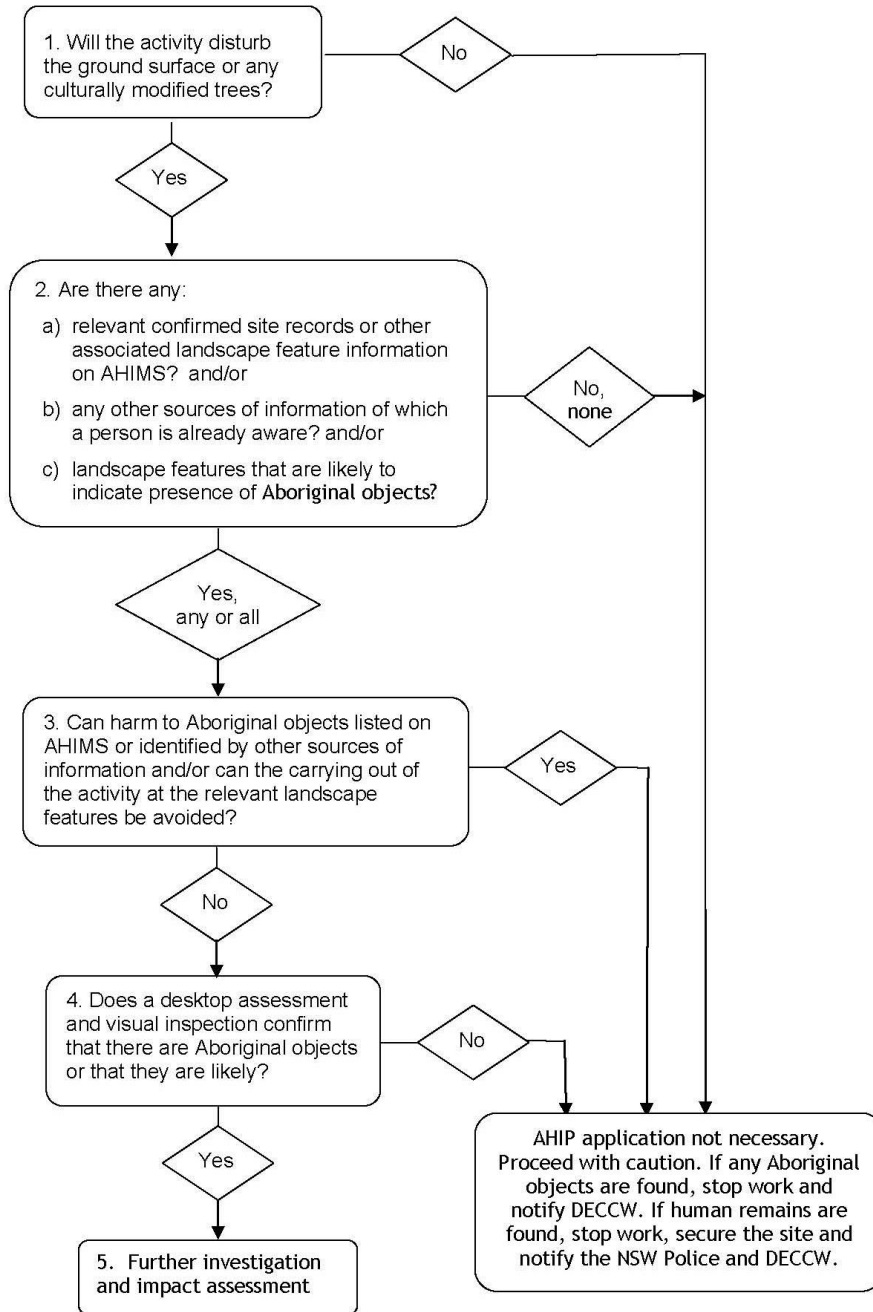 1. Will the activity disturb
the ground surface or any
culturally modified trees?
No
Yes
2. Are there any:
a) relevant confirmed site records or other
associated landscape feature information
on AHIMS? and/or
b) any other sources of information of which
a person is already aware? and/or
c) landscape features that are likely to
indicate presence of Aboriginal objects?
No,
none
Yes,
any or all
3. Can harm to Aboriginal objects listed on
AHIMS or identified by other sources of
information and/or can the carrying out of
the activity at the relevant landscape
features be avoided?
Yes
No
4. Does a desktop assessment
and visual inspection confirm
that there are Aboriginal objects
or that they are likely?
No
Yes
AHIP application not necessary.
Proceed with caution. If any Aboriginal
objects are found, stop work and
notify DECCW. If human remains are
found, stop work, secure the site and
notify the NSW Police and DECCW.
5. Further investigation
and impact assessment